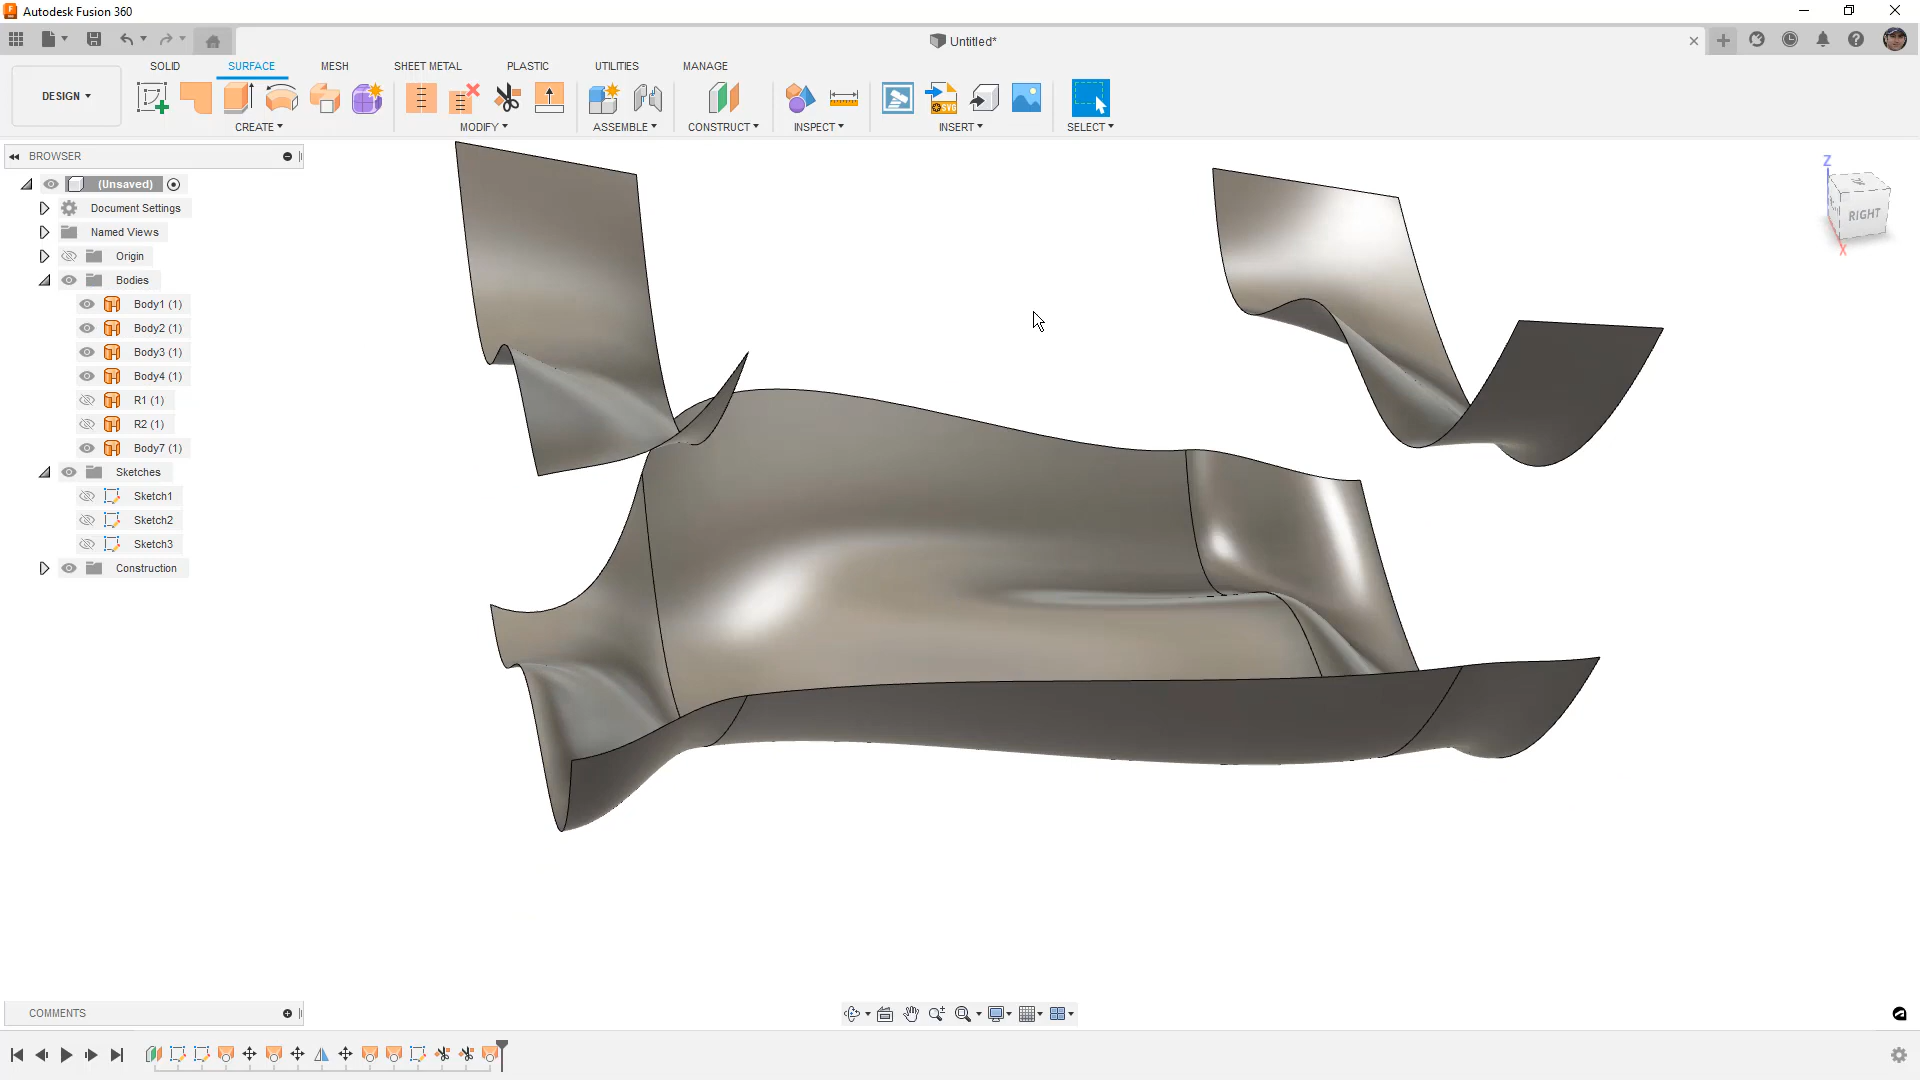 Autodesk Fusion 360
Untitled*
SOLID SURFACE MESH SHEET METAL PLASTIC UTILITIES MANAGE
DESIGN
CREATE MODIFY ASSEMBLE CONSTRUCT INSPECT INSERT SELECT
SVG
BROWSER
(Unsaved)
Document Settings
Named Views
Origin
Bodies
Body1 (1)
Body2 (1)
Body3 (1)
Body4 (1)
R1 (1)
R2 (1)
Body7 (1)
Sketches
Sketch1
Sketch2
Sketch3
Construction
Z
RIGHT
X
COMMENTS